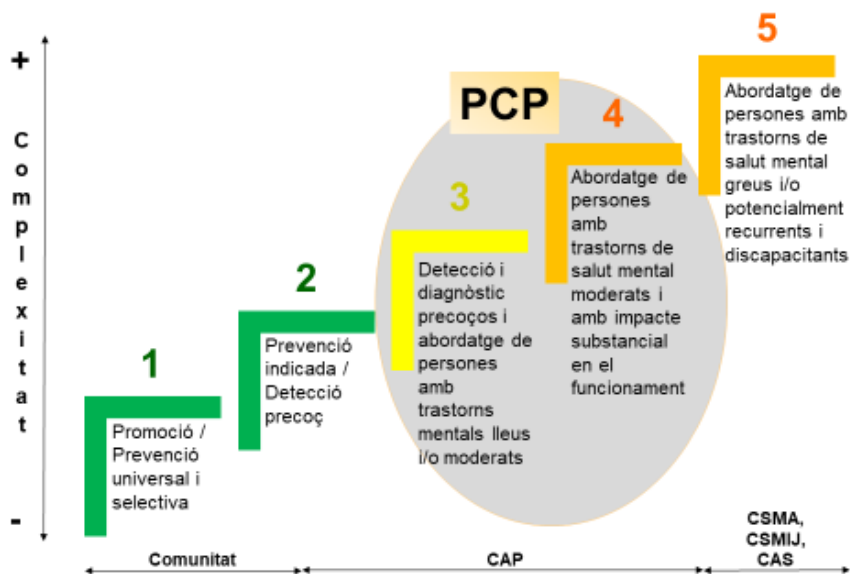 +
Complexitat
-
1
Promoció /
Prevenció
universal i
selectiva
2
Prevenció
indicada /
Detecció
precoç
PCP
3
Detecció i
diagnòstic
precoços i
abordatge de
persones
amb
trastorns
mentals lleus
i/o moderats
4
Abordatge de
persones
amb
trastorns de
salut mental
moderats i
amb impacte
substancial
en el
funcionament
5
Abordatge de
persones amb
trastorns de
salut mental
greus i/o
potencialment
recurrents i
discapacitants
Comunitat
CAP
CSMA,
CSMIJ,
CAS